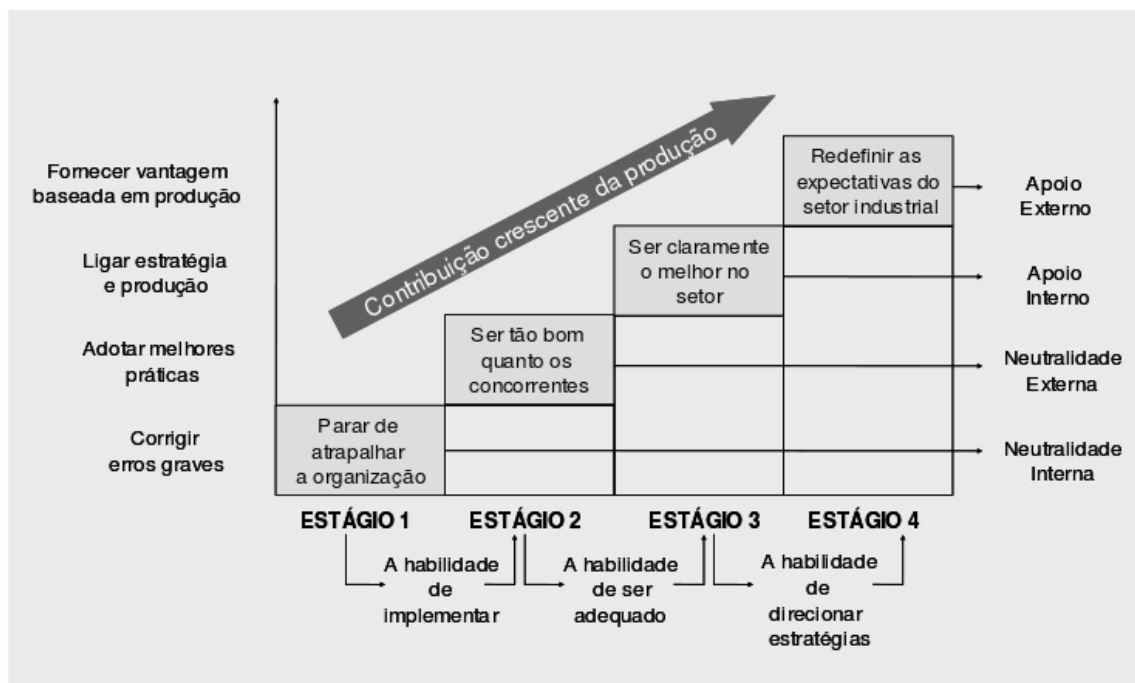 Fornecer vantagem
baseada em produção
Ligar estratégia
e produção
Adotar melhores
práticas
Corrigir
erros graves
Contribuição crescente da produção
Parar de
atrapalhar
a organização
Ser tão bom
quanto os
concorrentes
Ser claramente
o melhor no
setor
Redefinir as
expectativas do
setor industrial
Apoio
Externo
Apoio
Interno
Neutralidade
Externa
Neutralidade
Interna
ESTÁGIO 1
ESTÁGIO 2
ESTÁGIO 3
ESTÁGIO 4
A habilidade
de
implementar
A habilidade
de ser
adequado
A habilidade
de
direcionar
estratégias